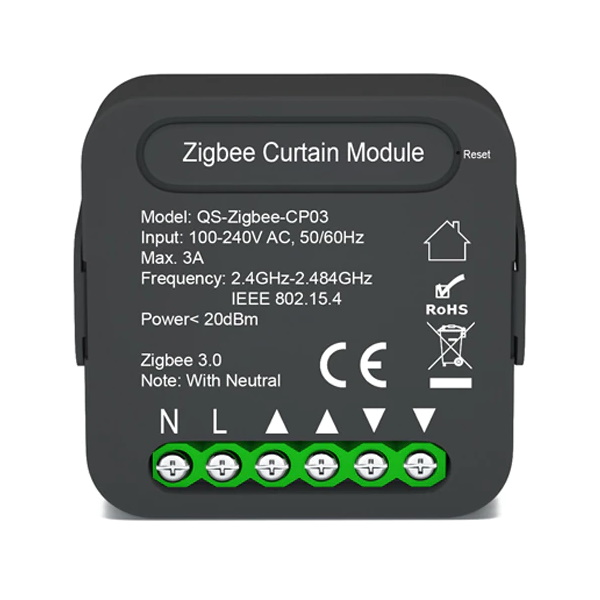 Zigbee Curtain Module
Reset
Model: QS-Zigbee-CP03
Input: 100-240V AC, 50/60Hz
Max. 3A
Frequency: 2.4GHz-2.484GHz
IEEE 802.15.4
Power< 20dBm
RoHS
Zigbee 3.0
Note: With Neutral
CE
N L